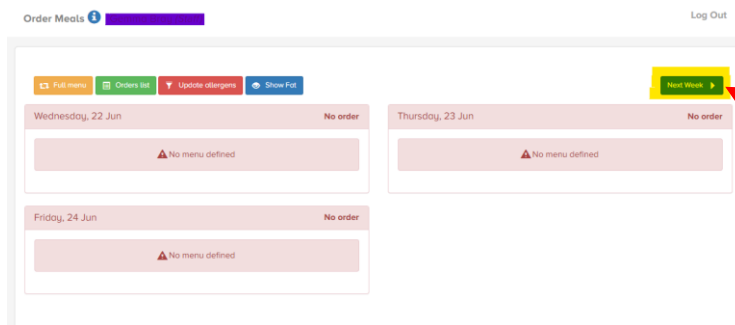 Order Meals
Log Out
Full menu
Orders list
Update allergens
Show Fat
Next Week
Wednesday, 22 Jun No order
No menu defined
Thursday, 23 Jun No order
No menu defined
Friday, 24 Jun No order
No menu defined